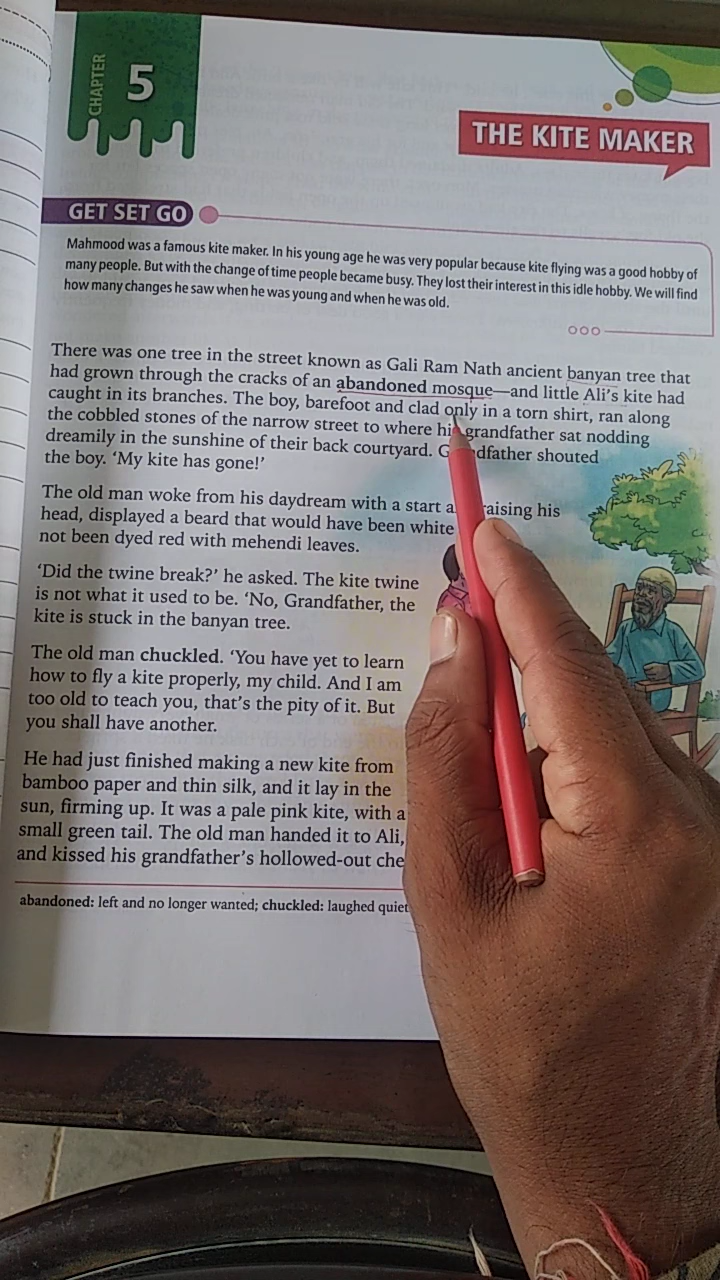 CHAPTER 5
THE KITE MAKER
GET SET GO
Mahmood was a famous kite maker. In his young age he was very popular because kite flying was a good hobby of
many people. But with the change of time people became busy. They lost their interest in this idle hobby. We will find
how many changes he saw when he was young and when he was old.
There was one tree in the street known as Gali Ram Nath ancient banyan tree that
had grown through the cracks of an abandoned mosque—and little Ali's kite had
caught in its branches. The boy, barefoot and clad only in a torn shirt, ran along
the cobbled stones of the narrow street to where his grandfather sat nodding
dreamily in the sunshine of their back courtyard. Grandfather shouted
the boy. 'My kite has gone!'
The old man woke from his daydream with a start a raising his
head, displayed a beard that would have been white
not been dyed red with mehendi leaves.
'Did the twine break?' he asked. The kite twine
is not what it used to be. 'No, Grandfather, the
kite is stuck in the banyan tree.
The old man chuckled. 'You have yet to learn
how to fly a kite properly, my child. And I am
too old to teach you, that's the pity of it. But
you shall have another.
He had just finished making a new kite from
bamboo paper and thin silk, and it lay in the
sun, firming up. It was a pale pink kite, with a
small green tail. The old man handed it to Ali,
and kissed his grandfather's hollowed-out che
abandoned: left and no longer wanted; chuckled: laughed quiet